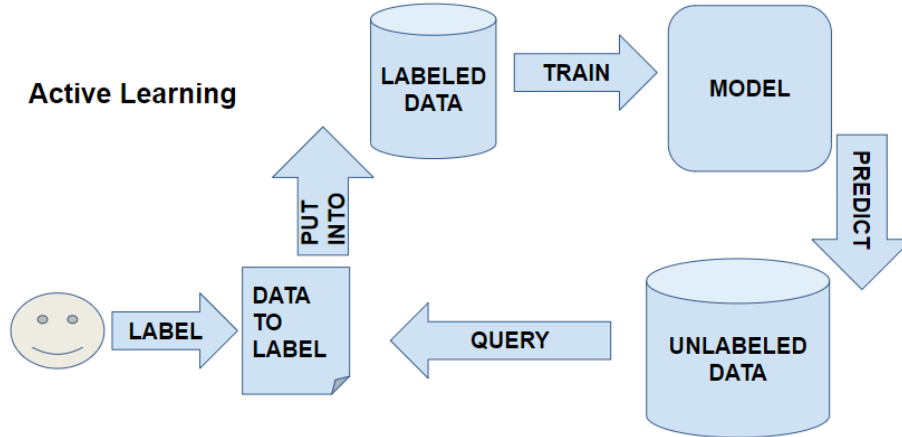 Active Learning
LABELED
DATA
TRAIN
MODEL
PREDICT
UNLABELED
DATA
QUERY
DATA
TO
LABEL
LABEL
PUT
INTO